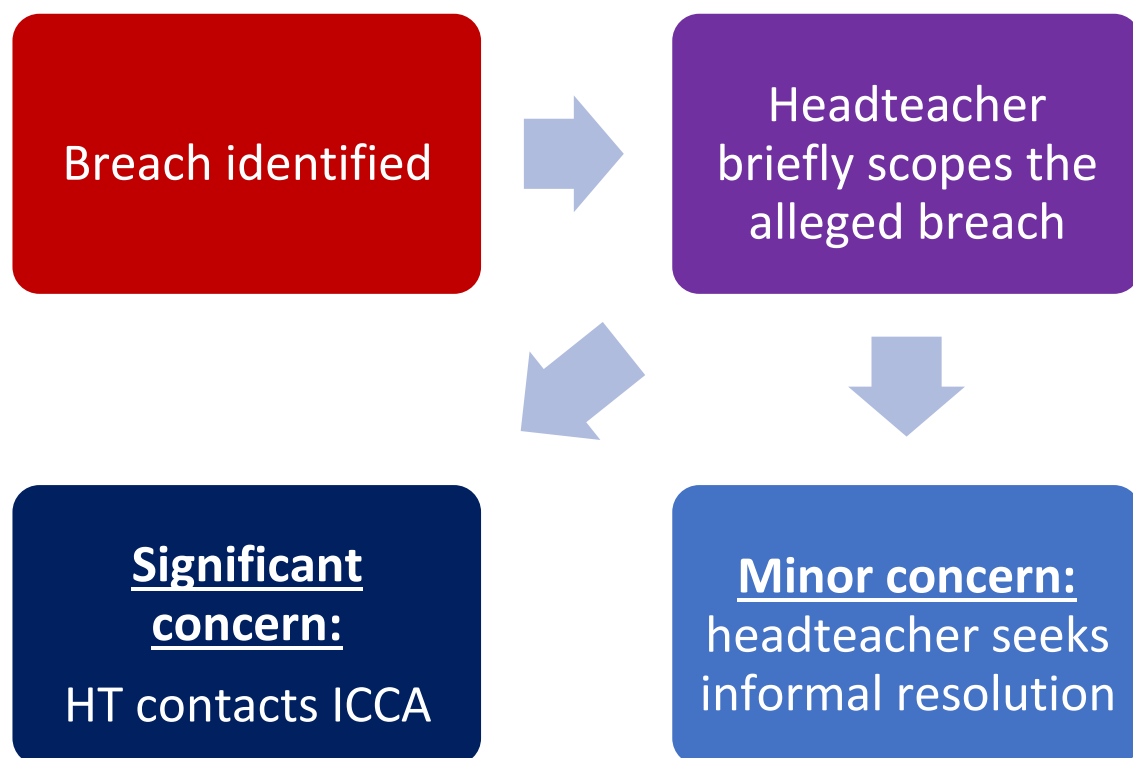 Breach identified
Headteacher
briefly scopes the
alleged breach
Significant
concern:
HT contacts ICCA
Minor concern:
headteacher seeks
informal resolution